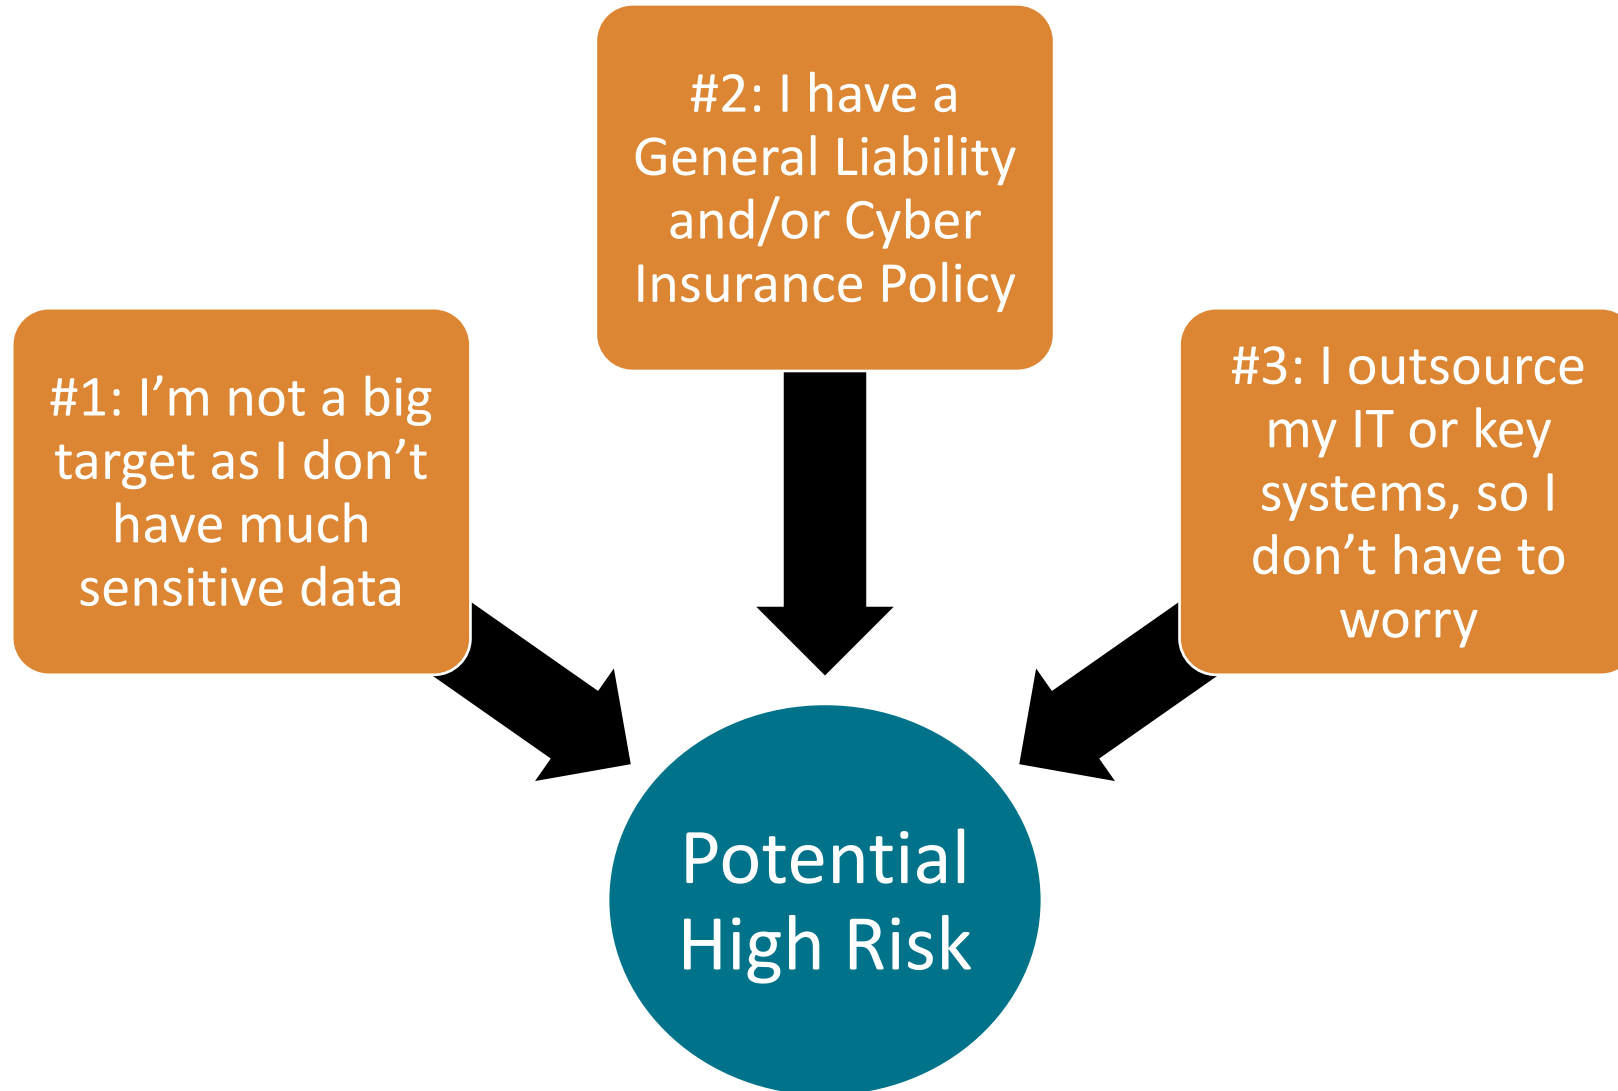 #1: I’m not a big
target as I don’t
have much
sensitive data
#2: I have a
General Liability
and/or Cyber
Insurance Policy
#3: I outsource
my IT or key
systems, so I
don’t have to
worry
Potential
High Risk